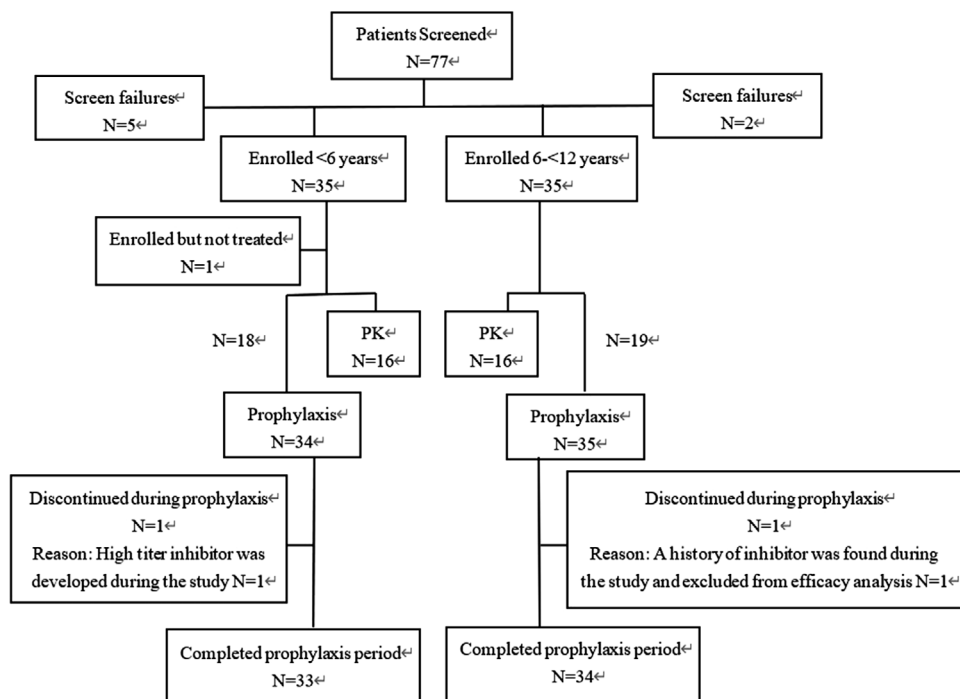 Patients Screened↵
N=77↵
Screen failures↵
N=5↵
Screen failures↵
N=2↵
Enrolled <6 years↵
N=35↵
Enrolled 6-<12 years↵
N=35↵
Enrolled but not treated↵
N=1↵
N=18↵
PK↵
N=16↵
PK↵
N=16↵
N=19↵
Prophylaxis↵
N=34↵
Prophylaxis↵
N=35↵
Discontinued during prophylaxis↵
N=1↵
Reason: High titer inhibitor was
developed during the study N=1↵
Discontinued during prophylaxis↵
N=1↵
Reason: A history of inhibitor was found during
the study and excluded from efficacy analysis N=1↵
Completed prophylaxis period↵
N=33↵
Completed prophylaxis period↵
N=34↵